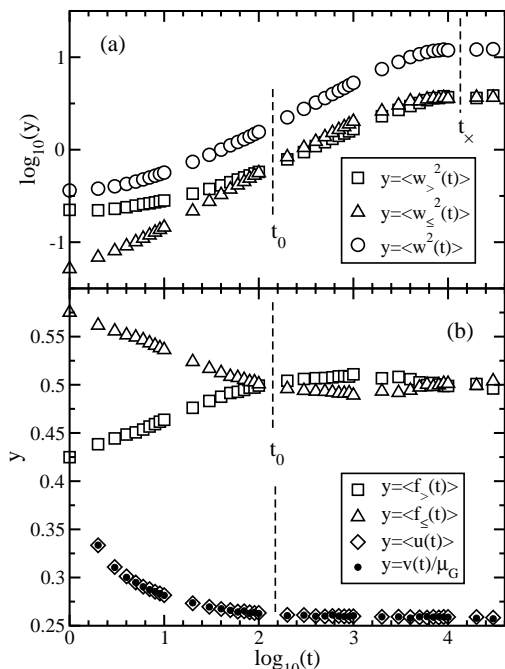 (a)
1
0
-1
log₁₀(y)
t₀
t×
y=<w>²(t)>
y=<w≤²(t)>
y=<w²(t)>
(b)
0.55
0.5
0.45
0.4
0.35
0.3
0.25
y
t₀
y=<f>(t)>
y=<f≤(t)>
y=<u(t)>
y=v(t)/μG
0 1 2 3 4
log₁₀(t)